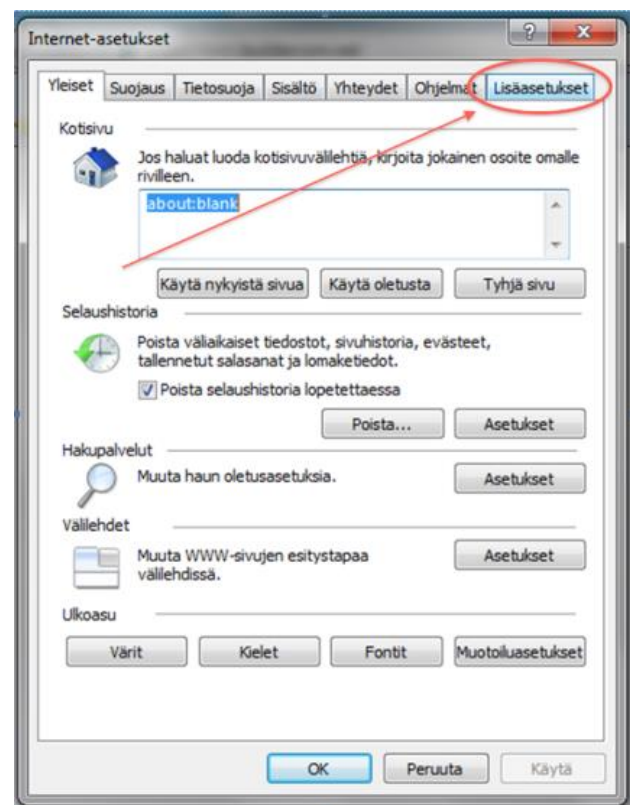 Internet-asetukset
Yleiset Suojaus Tietosuoja Sisältö Yhteydet Ohjelmat Lisäasetukset
Kotisivu
Jos haluat luoda kotisivuvälilehtiä, kirjoita jokainen osoite omalle
rivilleen.
about:blank
Käytä nykyistä sivua Käytä oletusta Tyhjä sivu
Selaushistoria
Poista väliaikaiset tiedostot, sivuhistoria, evästeet,
tallennetut salasanat ja lomaketiedot.
Poista selaushistoria lopetettaessa
Poista... Asetukset
Hakupalvelut
Muuta haun oletusasetuksia. Asetukset
Välilehdet
Muuta WWW-sivujen esitystapaa Asetukset
välilehdissä.
Ulkoasu
Värit Kielet Fontit Muotoiluasetukset
OK Peruuta Käytä